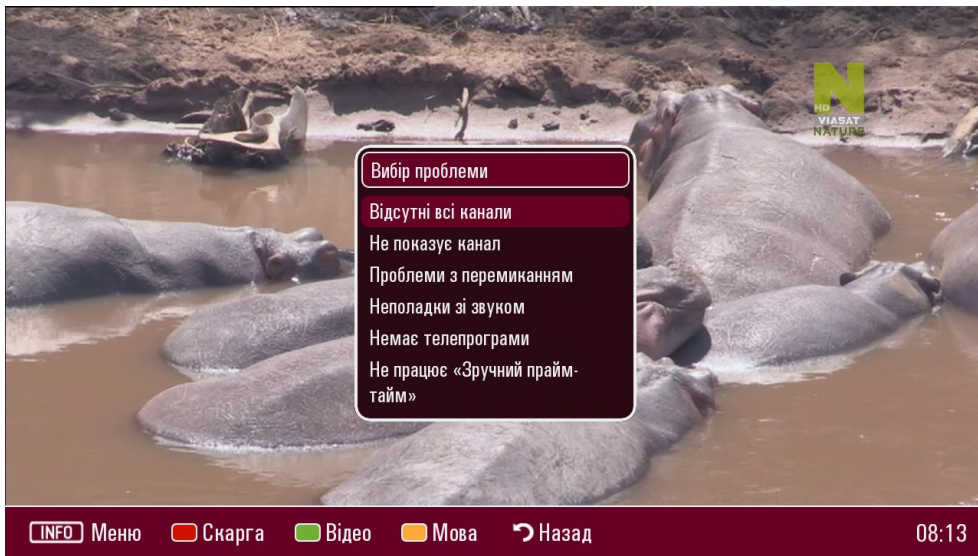 N
HD
VIASAT
NATURE
Вибір проблеми
Відсутні всі канали
Не показує канал
Проблеми з перемиканням
Неполадки зі звуком
Немає телепрограми
Не працює «Зручний прайм-
тайм»
INFO Меню Скарга Відео Мова Назад 08:13